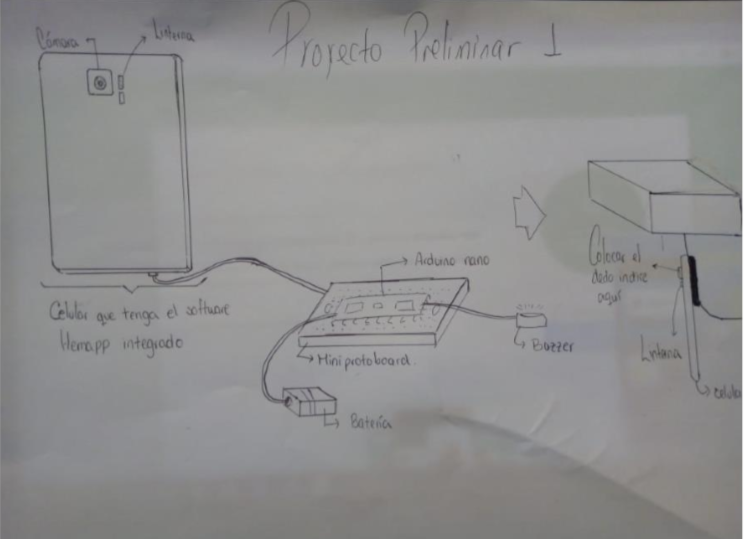 Proyecto Preliminar 1
Cámara
Linterna
Celular que tenga el software
Hemapp integrado
Arduino nano
Mini protoboard.
Buzzer
Batería
Colocar el
dedo indice
aquí
Linterna
celular